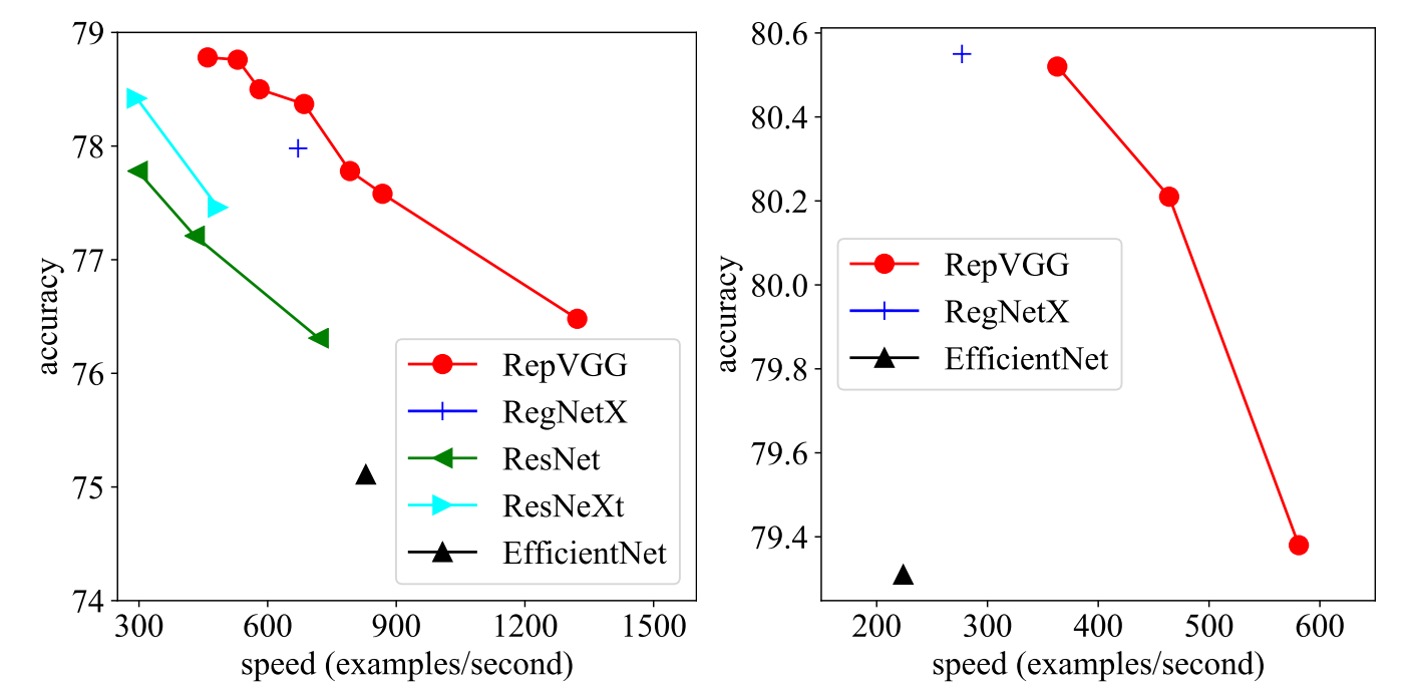 79
78
77
76
75
74
accuracy
300 600 900 1200 1500
speed (examples/second)
RepVGG
RegNetX
ResNet
ResNeXt
EfficientNet
80.6
80.4
80.2
80.0
79.8
79.6
79.4
accuracy
200 300 400 500 600
speed (examples/second)
RepVGG
RegNetX
EfficientNet